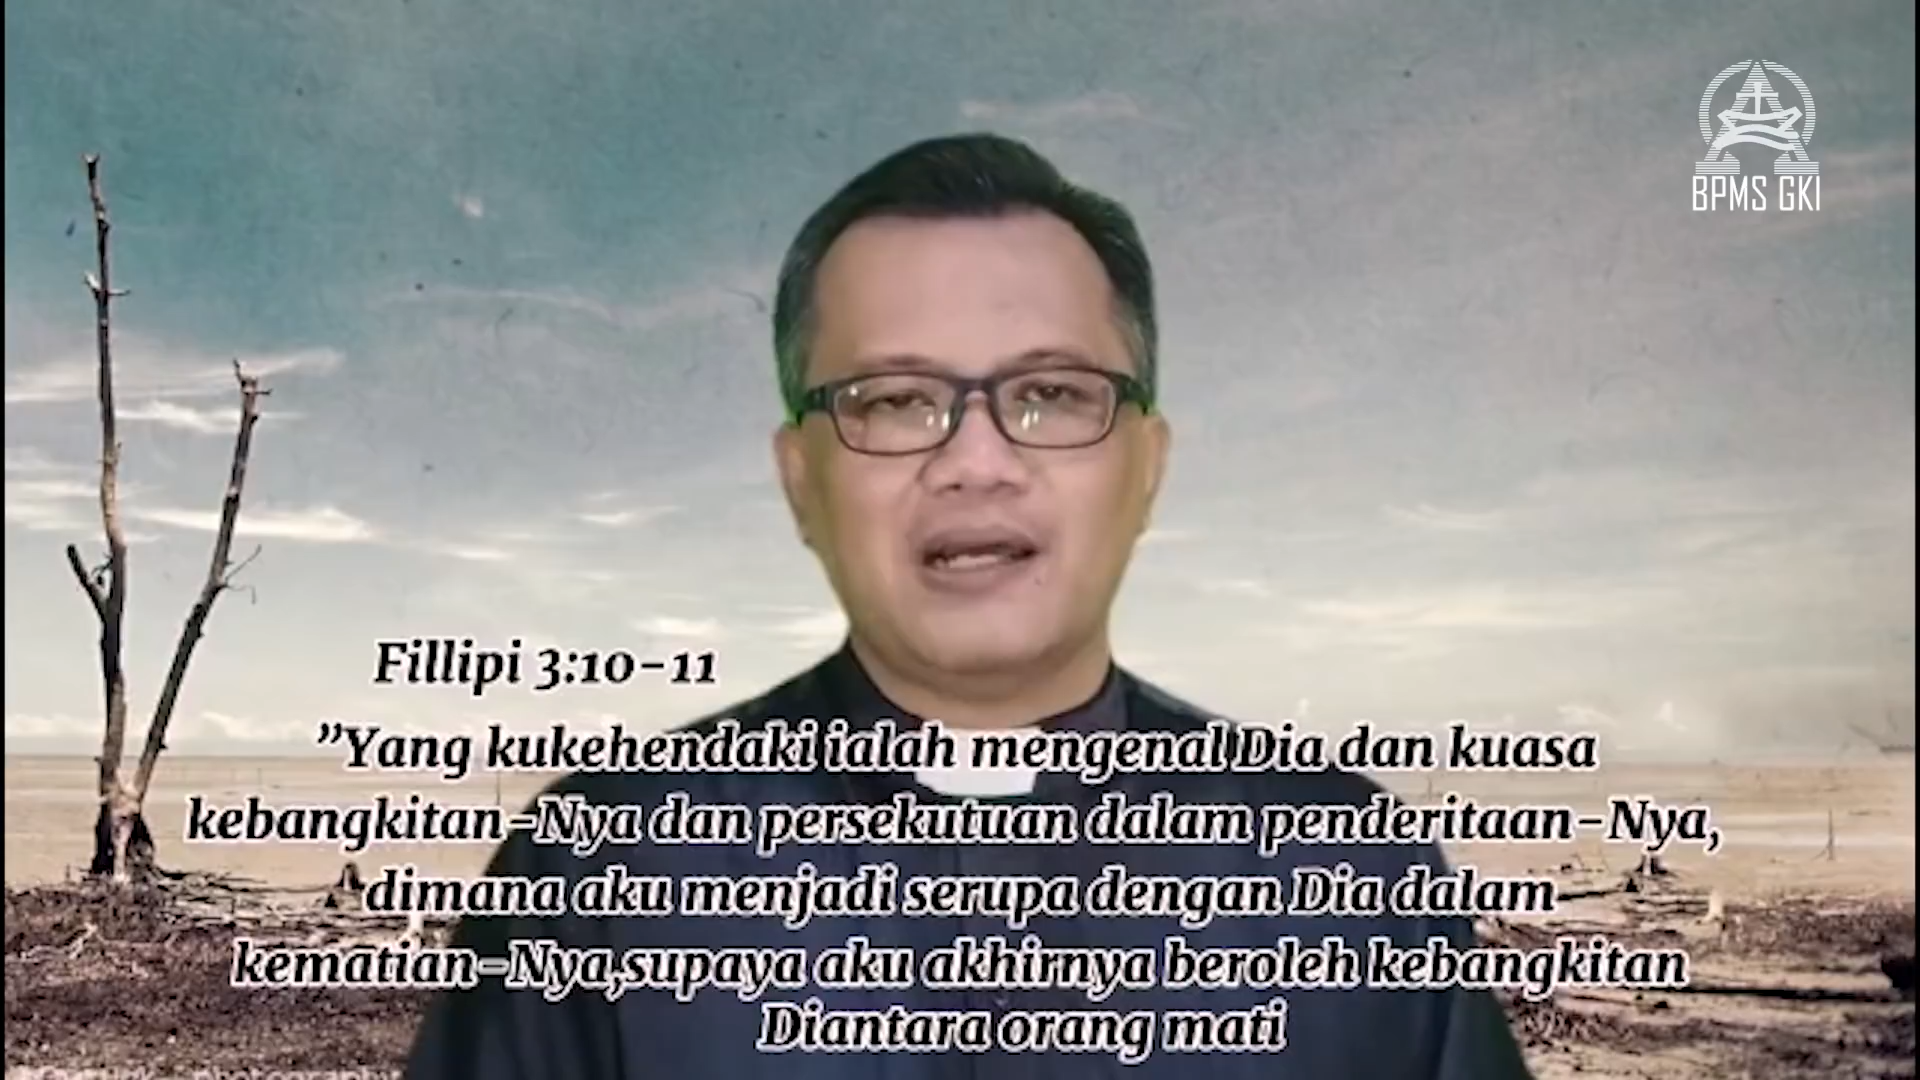 BPMS GKI
Fillipi 3:10-11
"Yang kukehendaki ialah mengenal Dia dan kuasa
kebangkitan-Nya dan persekutuan dalam penderitaan-Nya,
dimana aku menjadi serupa dengan Dia dalam
kematian-Nya,supaya aku akhirnya beroleh kebangkitan
Diantara orang mati
photography